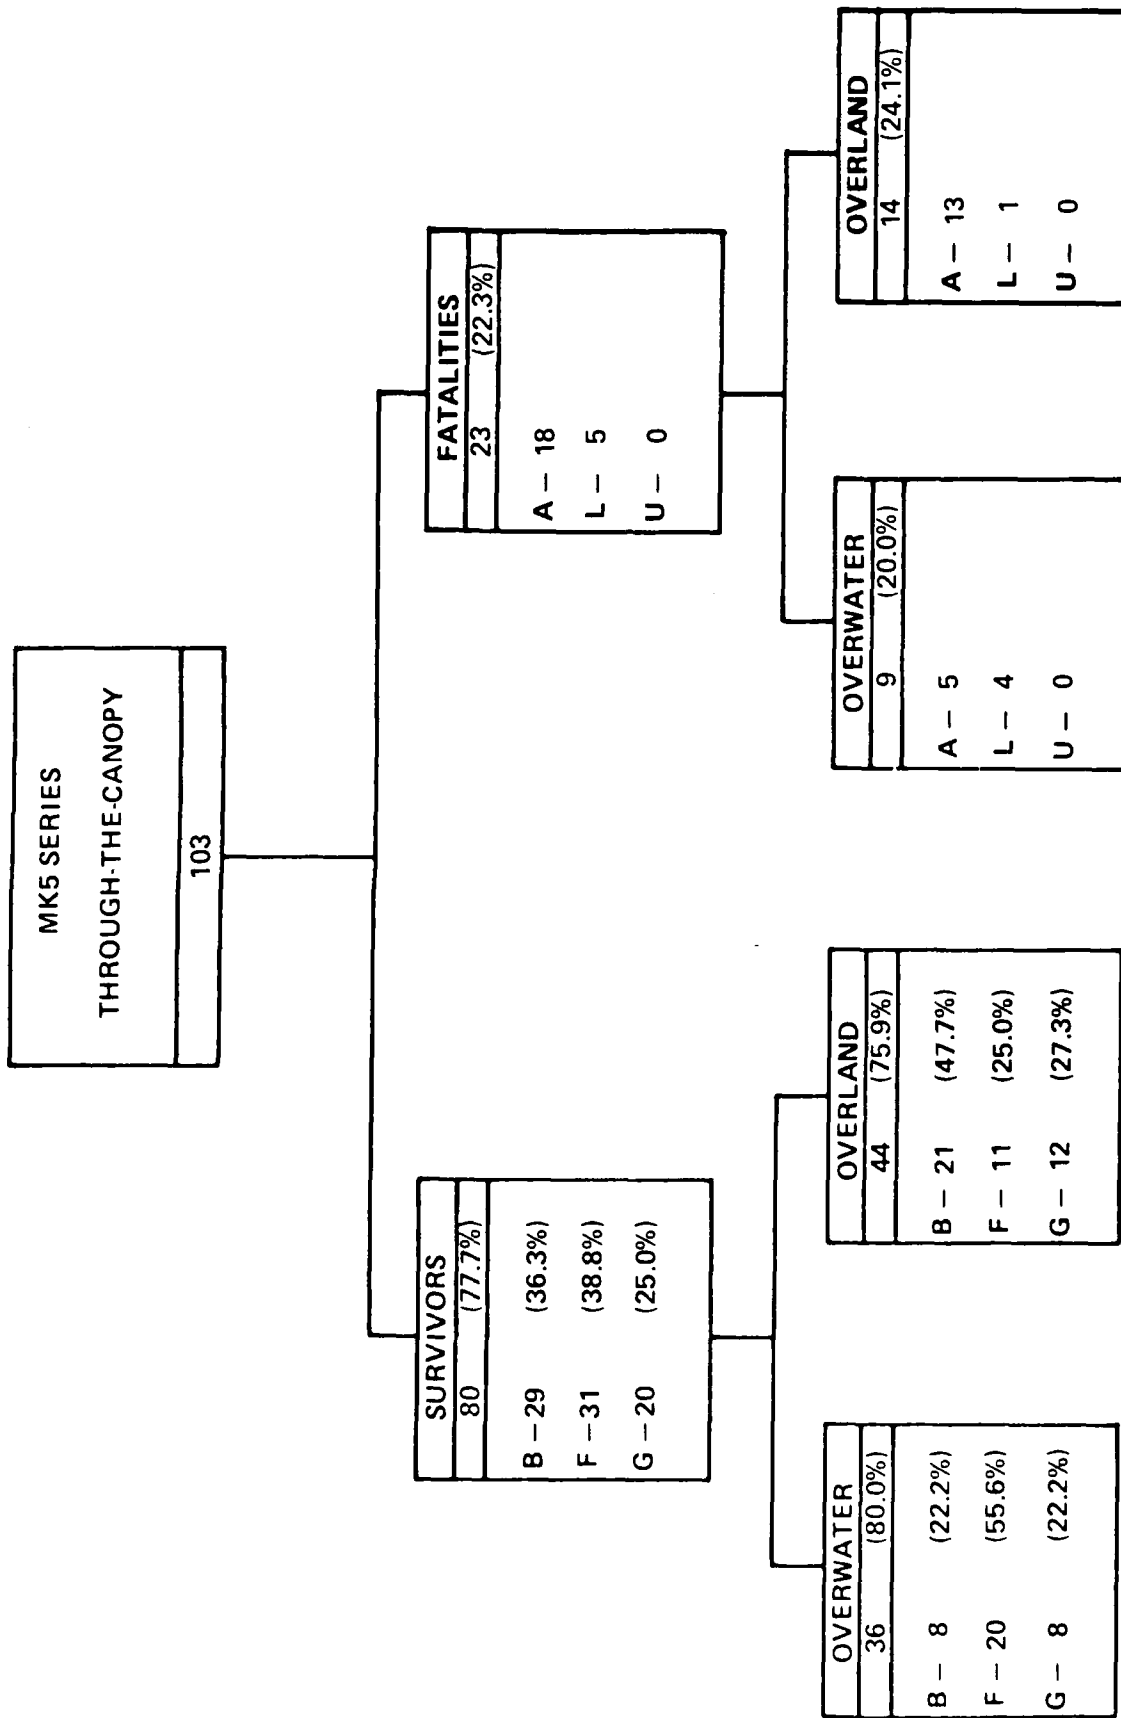 MK5 SERIES
THROUGH-THE-CANOPY
103
SURVIVORS
80 (77.7%)
B – 29 (36.3%)
F – 31 (38.8%)
G – 20 (25.0%)
FATALITIES
23 (22.3%)
A – 18
L – 5
U – 0
OVERWATER
36 (80.0%)
B – 8 (22.2%)
F – 20 (55.6%)
G – 8 (22.2%)
OVERLAND
44 (75.9%)
B – 21 (47.7%)
F – 11 (25.0%)
G – 12 (27.3%)
OVERWATER
9 (20.0%)
A – 5
L – 4
U – 0
OVERLAND
14 (24.1%)
A – 13
L – 1
U – 0